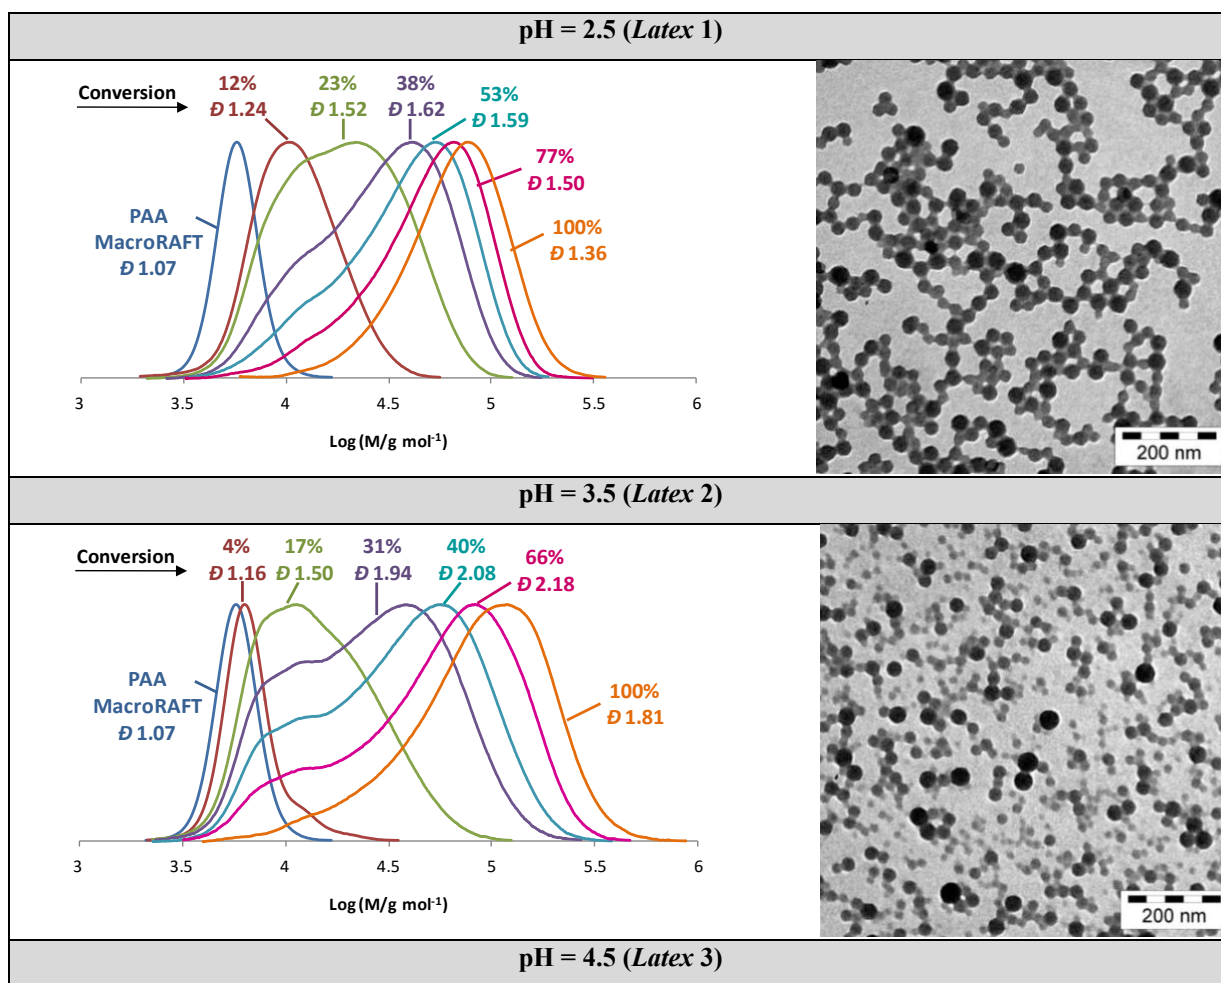 pH = 2.5 (Latex 1)
Conversion
12%
Đ 1.24
23%
Đ 1.52
38%
Đ 1.62
53%
Đ 1.59
77%
Đ 1.50
100%
Đ 1.36
PAA
MacroRAFT
Đ 1.07
3 3.5 4 4.5 5 5.5 6
Log (M/g mol⁻¹)
200 nm
pH = 3.5 (Latex 2)
Conversion
4%
Đ 1.16
17%
Đ 1.50
31%
Đ 1.94
40%
Đ 2.08
66%
Đ 2.18
100%
Đ 1.81
PAA
MacroRAFT
Đ 1.07
3 3.5 4 4.5 5 5.5 6
Log (M/g mol⁻¹)
200 nm
pH = 4.5 (Latex 3)